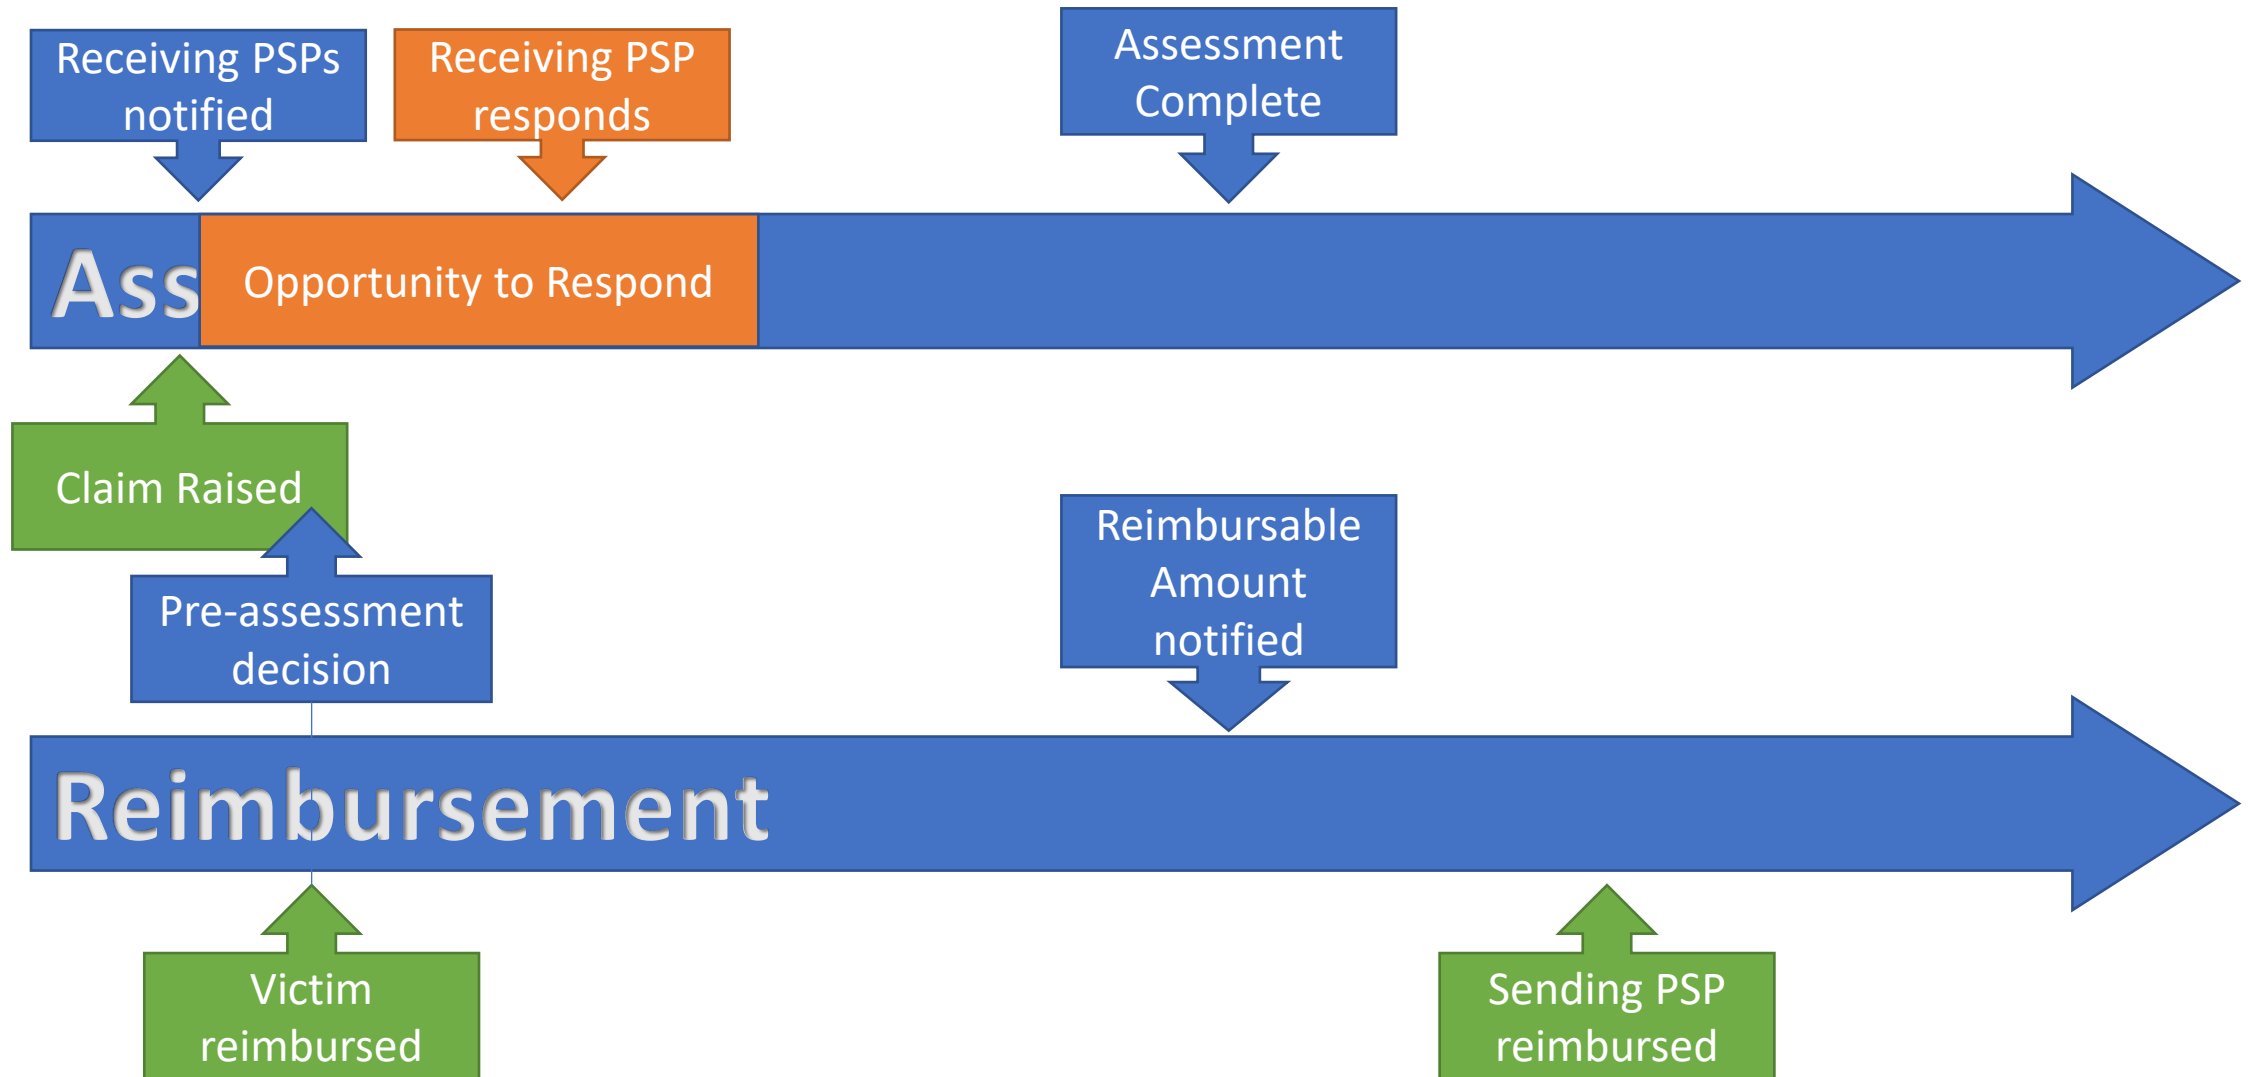 Receiving PSPs
notified
Receiving PSP
responds
Assessment
Complete
Ass
Opportunity to Respond
Claim Raised
Pre-assessment
decision
Reimbursable
Amount
notified
Reimbursement
Victim
reimbursed
Sending PSP
reimbursed